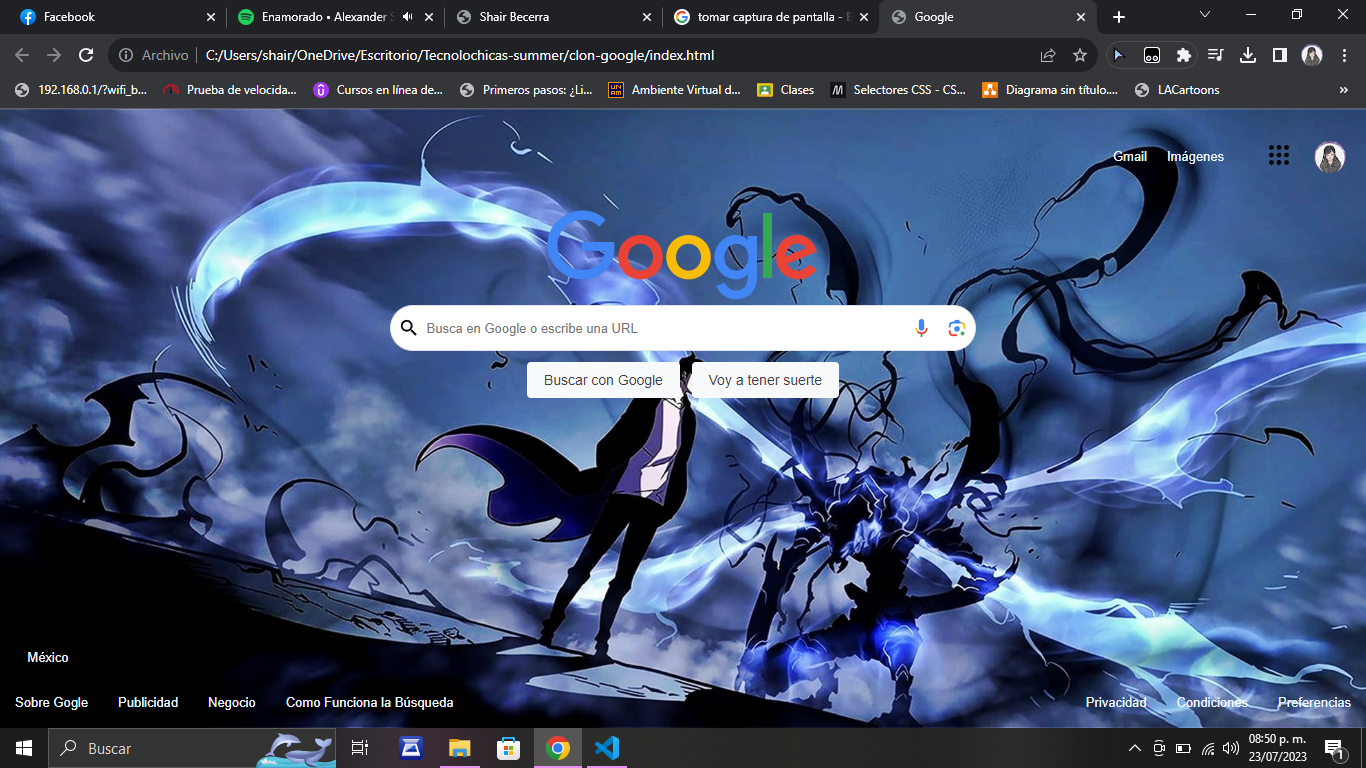 Facebook
Enamorado • Alexander S
Shair Becerra
tomar captura de pantalla - B
Google
Archivo
C:/Users/shair/OneDrive/Escritorio/Tecnolochicas-summer/clon-google/index.html
192.168.0.1/?wifi_b...
Prueba de velocida...
Cursos en línea de...
Primeros pasos: ¿Li...
UNAM
Ambiente Virtual d...
Clases
M
Selectores CSS - CS...
Diagrama sin título....
LACartoons
»
Gmail
Imágenes
Google
Busca en Google o escribe una URL
Buscar con Google
Voy a tener suerte
México
Sobre Gogle
Publicidad
Negocio
Como Funciona la Búsqueda
Privacidad
Condiciones
Preferencias
Buscar
08:50 p. m.
23/07/2023
1